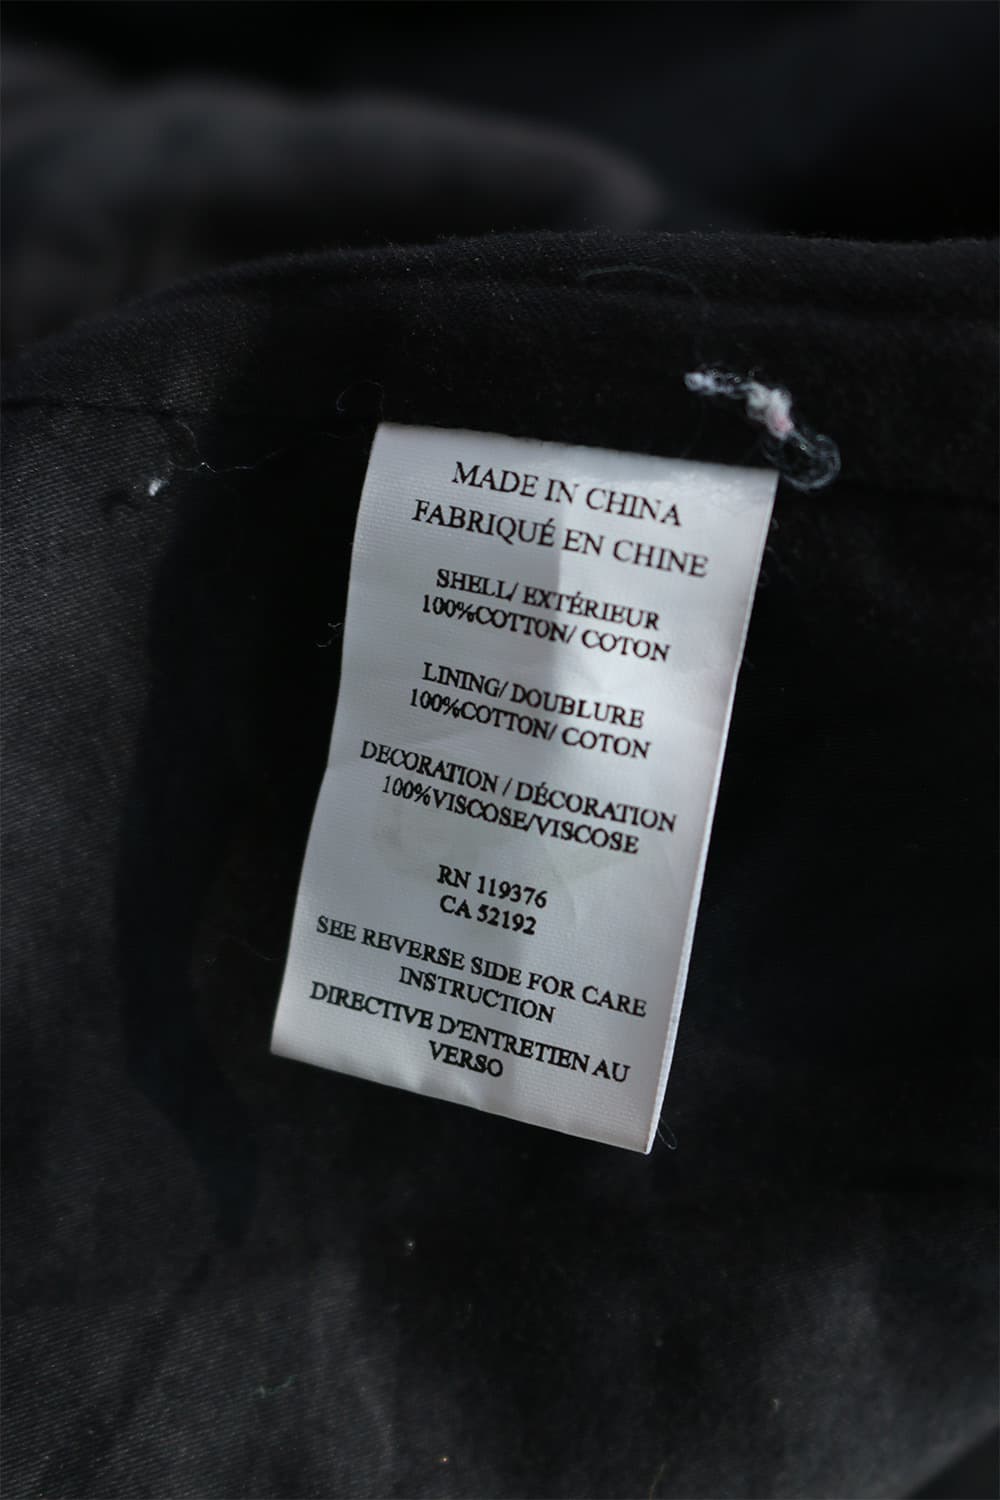 MADE IN CHINA
FABRIQUÉ EN CHINE
SHELL/ EXTÉRIEUR
100%COTTON/ COTON
LINING/ DOUBLURE
100%COTTON/ COTON
DECORATION / DÉCORATION
100%VISCOSE/VISCOSE
RN 119376
CA 52192
SEE REVERSE SIDE FOR CARE
INSTRUCTION
DIRECTIVE D'ENTRETIEN AU
VERSO